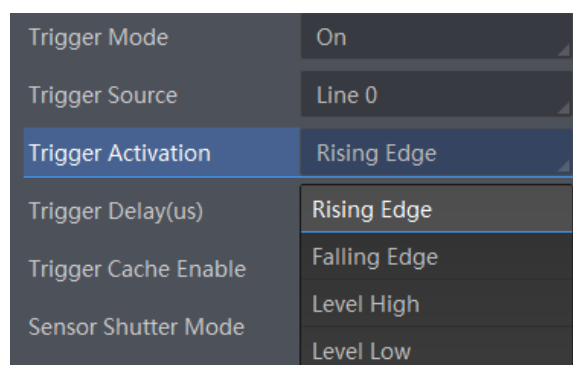 Trigger Mode On
Trigger Source Line 0
Trigger Activation Rising Edge
Trigger Delay(us) Rising Edge
Trigger Cache Enable Falling Edge
Level High
Sensor Shutter Mode
Level Low